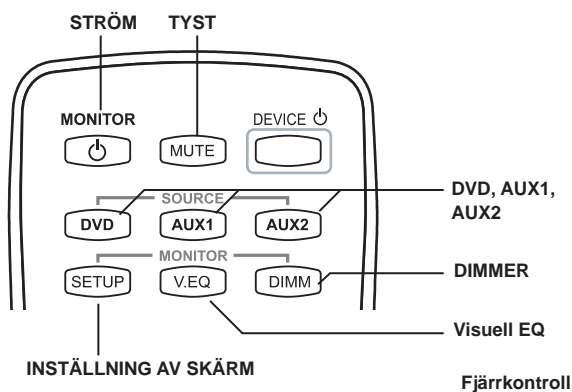 STRÖM TYST
MONITOR DEVICE
MUTE
SOURCE
DVD AUX1 AUX2
DVD, AUX1,
AUX2
MONITOR
SETUP V.EQ DIMM
DIMMER
Visuell EQ
INSTÄLLNING AV SKÄRM
Fjärrkontroll